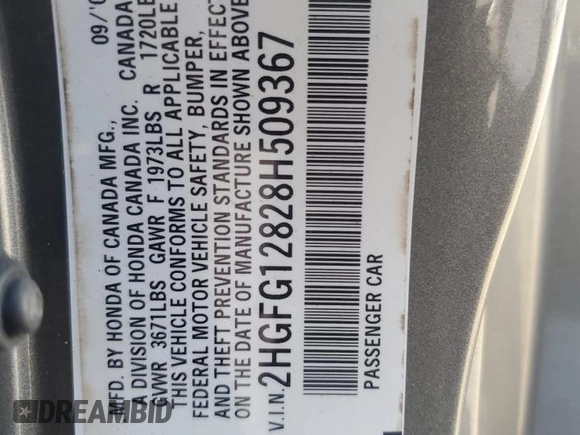 MFD. BY HONDA OF CANADA MFG., 09/'0
A DIVISION OF HONDA CANADA INC. CANADA
GVWR 3671LBS GAWR F 1973LBS R 1720LB
THIS VEHICLE CONFORMS TO ALL APPLICABLE
FEDERAL MOTOR VEHICLE SAFETY, BUMPER,
AND THEFT PREVENTION STANDARDS IN EFFECT
ON THE DATE OF MANUFACTURE SHOWN ABOVE
V.I.N. 2HGFG12828H509367
PASSENGER CAR
DREAMBID